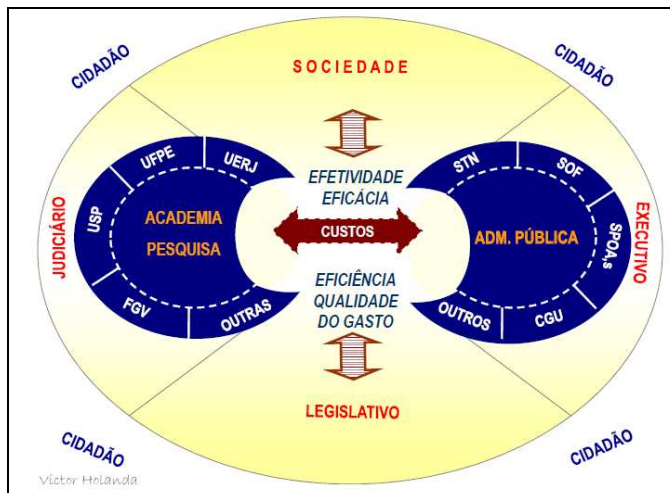 CIDADÃO
SOCIEDADE
CIDADÃO
UFPE
UERJ
STN
SOF
USP
EFETIVIDADE
EFICÁCIA
JUDICIÁRIO
ACADEMIA
PESQUISA
CUSTOS
ADM. PÚBLICA
SPOA,s
EXECUTIVO
EFICIÊNCIA
QUALIDADE
DO GASTO
FGV
OUTRAS
OUTROS
CGU
LEGISLATIVO
CIDADÃO
CIDADÃO
Victor Holanda